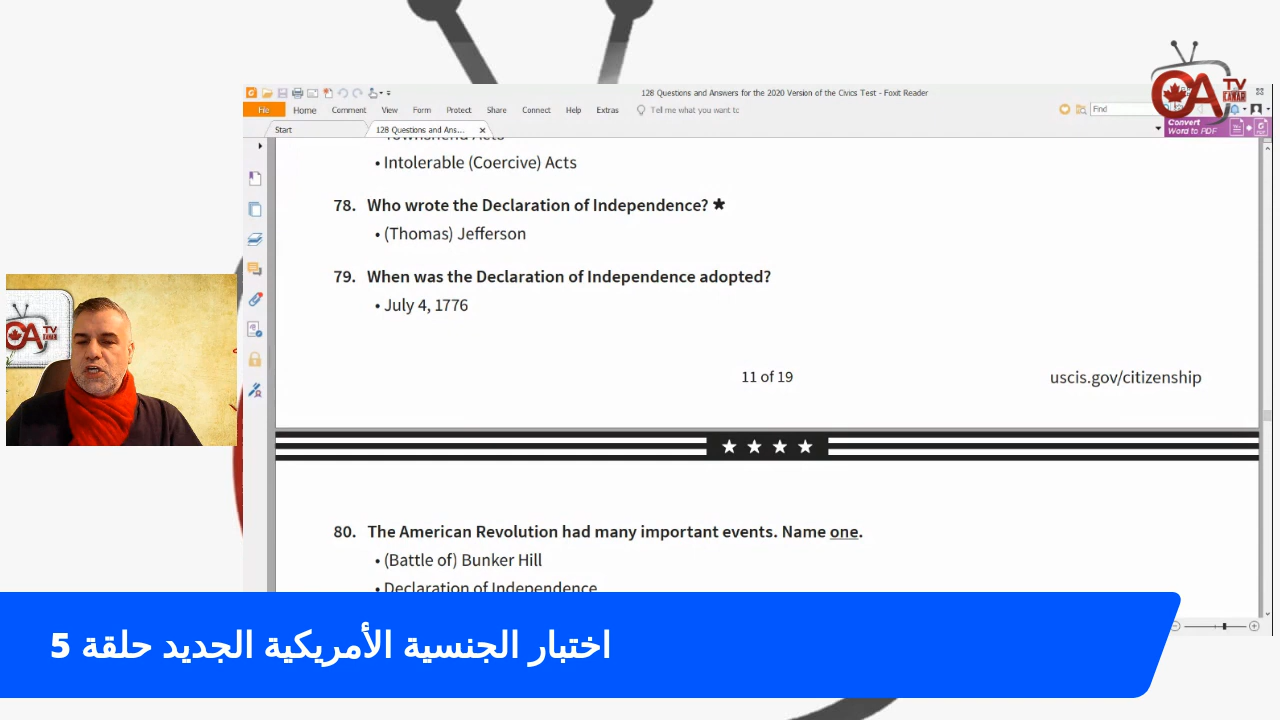 128 Questions and Answers for the 2020 Version of the Civics Test - Foxit Reader
File Home Comment View Form Protect Share Connect Help Extras Tell me what you want to
Find
Start 128 Questions and Ans...
Convert
Word to PDF
OA TV
KANAR
• Intolerable (Coercive) Acts
78. Who wrote the Declaration of Independence? *
• (Thomas) Jefferson
79. When was the Declaration of Independence adopted?
• July 4, 1776
11 of 19 uscis.gov/citizenship
80. The American Revolution had many important events. Name one.
• (Battle of) Bunker Hill
• Declaration of Independence
اختبار الجنسية الأمريكية الجديد حلقة 5